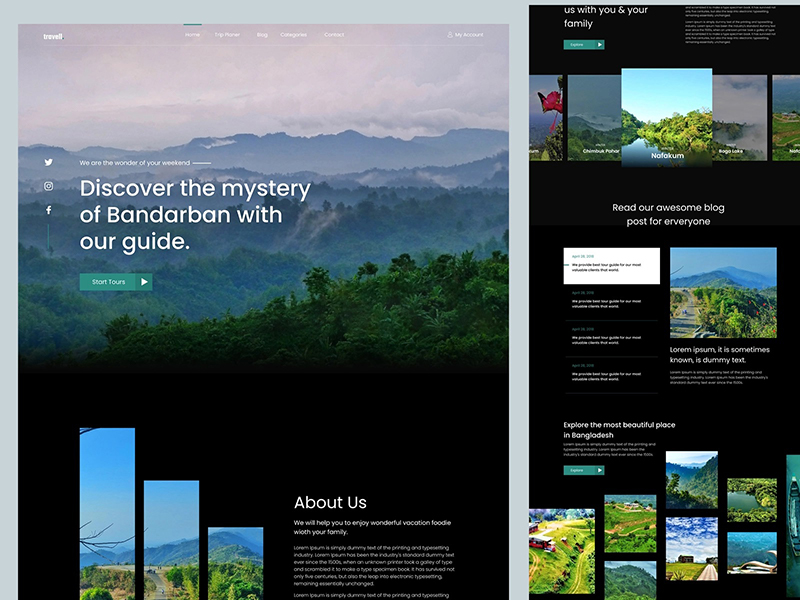 trevell
Home Trip Planer Blog Categories Contact My Account
We are the wonder of your weekend
Discover the mystery
of Bandarban with
our guide.
Start Tours
About Us
We will help you to enjoy wonderful vacation foodie
wioth your family.
Lorem Ipsum is simply dummy text of the printing and typesetting
industry. Lorem Ipsum has been the industry's standard dummy text
ever since the 1500s, when an unknown printer took a galley of type
and scrambled it to make a type specimen book. It has survived not
only five centuries, but also the leap into electronic typesetting,
remaining essentially unchanged.
Lorem Ipsum is simply dummy text of the printing and typesetting
us with you & your
family
Explore
Chimbuk Pahar
Nafakum
Boga Lake
Read our awesome blog
post for erveryone
April 28, 2019
We provide best tour guide for our most
valuable clients that world.
April 28, 2019
We provide best tour guide for our most
valuable clients that world.
April 28, 2019
We provide best tour guide for our most
valuable clients that world.
April 28, 2019
We provide best tour guide for our most
valuable clients that world.
Lorem ipsum, it is sometimes
known, is dummy text.
Lorem Ipsum is simply dummy text of the printing and
typesetting industry. Lorem Ipsum has been the industry's
standard dummy text ever since the 1500s.
Explore the most beautiful place
in Bangladesh
Lorem Ipsum is simply dummy text of the printing and
typesetting industry. Lorem Ipsum has been the industry's
standard dummy text ever since the 1500s.
Explore